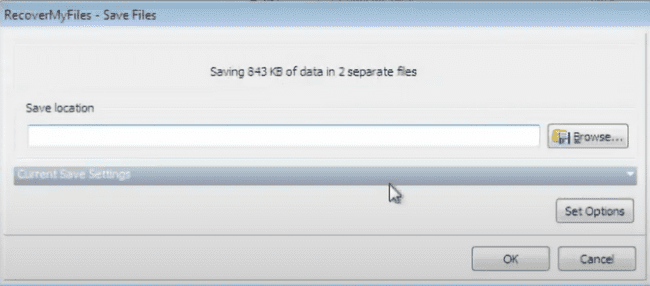 RecoverMyFiles - Save Files
Saving 843 KB of data in 2 separate files
Save location
Browse...
Current Save Settings
Set Options
OK
Cancel